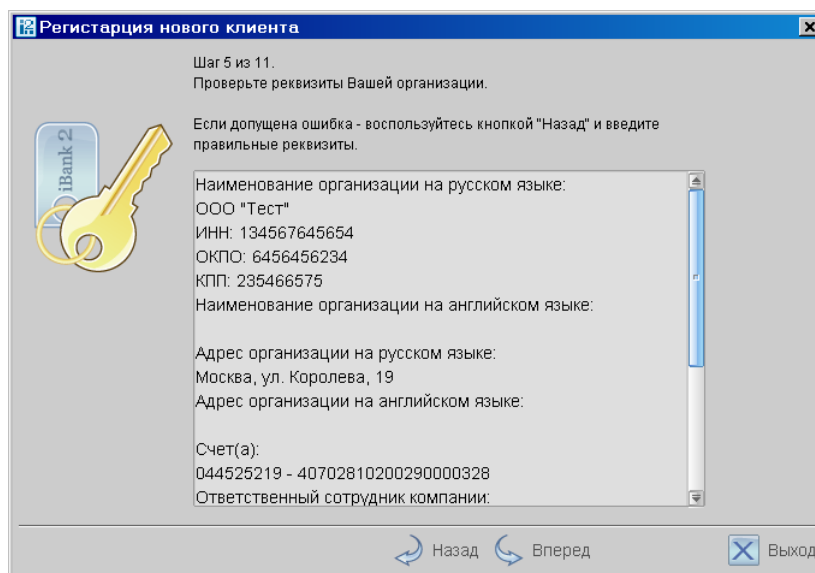 Регистарция нового клиента
Шаг 5 из 11.
Проверьте реквизиты Вашей организации.
Если допущена ошибка - воспользуйтесь кнопкой "Назад" и введите
правильные реквизиты.
iBank 2
Наименование организации на русском языке:
ООО "Тест"
ИНН: 134567645654
ОКПО: 6456456234
КПП: 235466575
Наименование организации на английском языке:
Адрес организации на русском языке:
Москва, ул. Королева, 19
Адрес организации на английском языке:
Счет(а):
044525219 - 40702810200290000328
Ответственный сотрудник компании:
Назад Вперед Выход